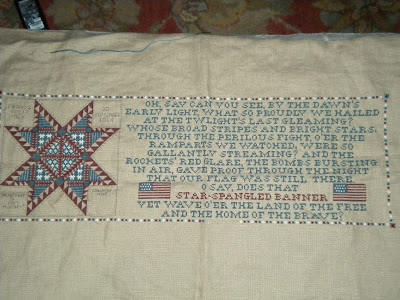 OH, SAY CAN YOU SEE, BY THE DAWN'S
EARLY LIGHT, WHAT SO PROUDLY WE HAILED
AT THE TWILIGHT'S LAST GLEAMING?
WHOSE BROAD STRIPES AND BRIGHT STARS,
THROUGH THE PERILOUS FIGHT, O'ER THE
RAMPARTS WE WATCHED, WERE SO
GALLANTLY STREAMING? AND THE
ROCKETS' RED GLARE, THE BOMBS BURSTING
IN AIR, GAVE PROOF THROUGH THE NIGHT
THAT OUR FLAG WAS STILL THERE
O SAY, DOES THAT
STAR-SPANGLED BANNER
YET WAVE O'ER THE LAND OF THE FREE
AND THE HOME OF THE BRAVE?